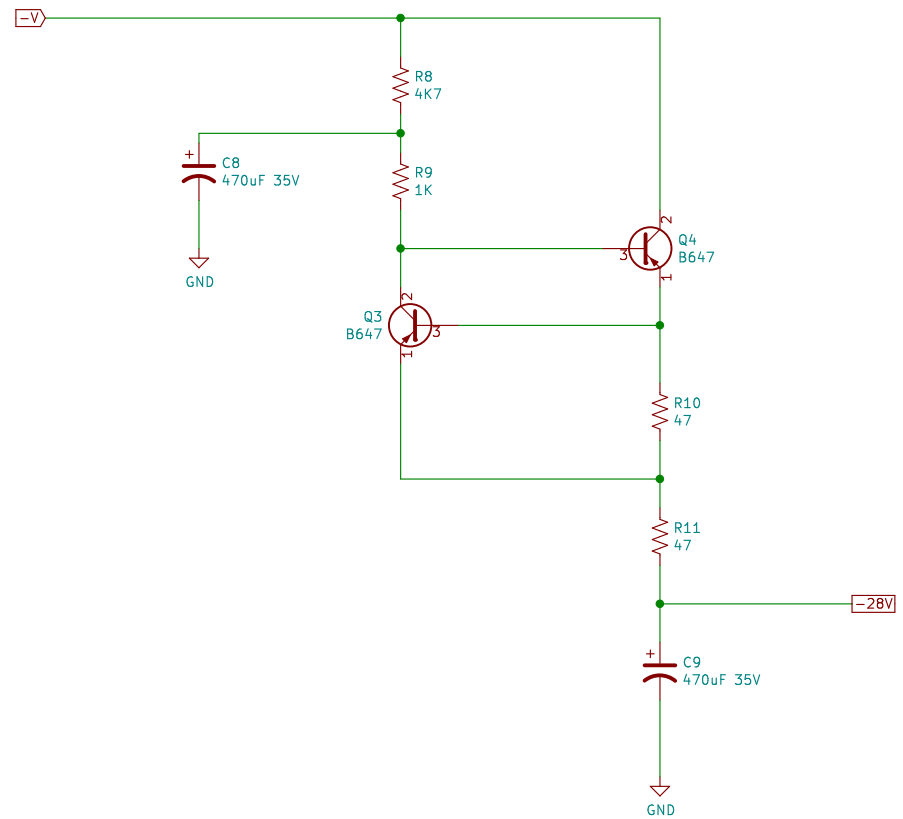 −V
R8
4K7
+
C8
470uF 35V
R9
1K
GND
2
Q4
B647
3
1
2
Q3
B647
3
1
R10
47
R11
47
−28V
+
C9
470uF 35V
GND